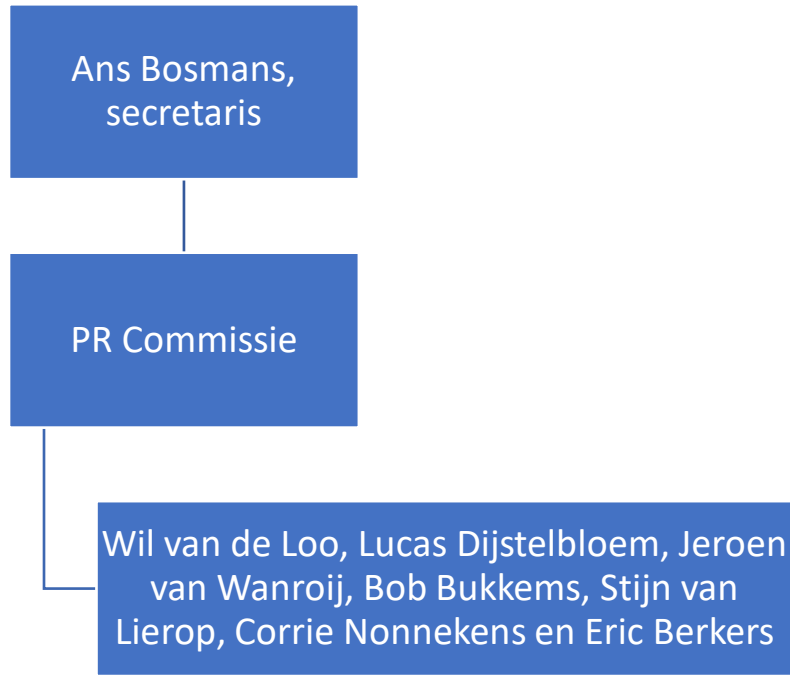 Ans Bosmans,
secretaris
PR Commissie
Wil van de Loo, Lucas Dijstelbloem, Jeroen
van Wanroij, Bob Bukkems, Stijn van
Lierop, Corrie Nonnekens en Eric Berkers